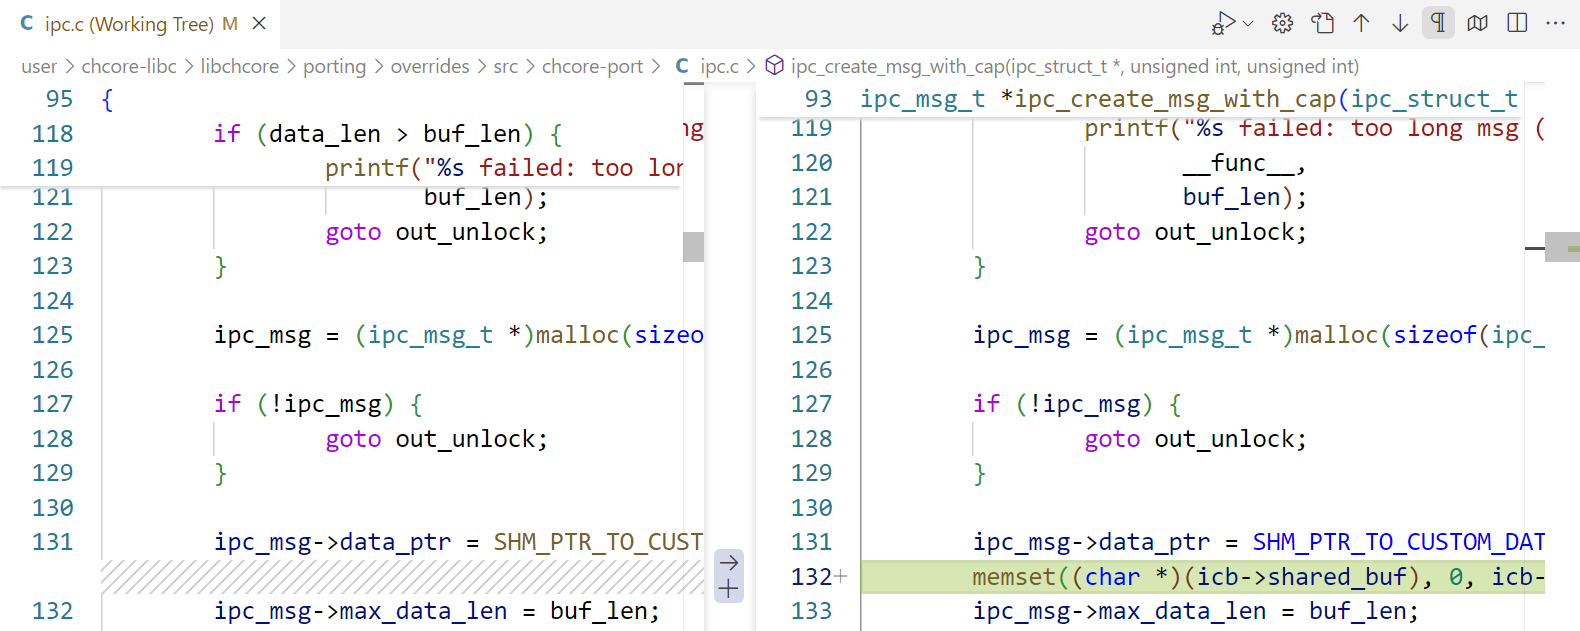 C ipc.c (Working Tree) M
user > chcore-libc > libchcore > porting > overrides > src > chcore-port > C ipc.c > ipc_create_msg_with_cap(ipc_struct_t *, unsigned int, unsigned int)
95 {
118 if (data_len > buf_len) {
119 printf("%s failed: too lon
121 buf_len);
122 goto out_unlock;
123 }
124
125 ipc_msg = (ipc_msg_t *)malloc(sizeo
126
127 if (!ipc_msg) {
128 goto out_unlock;
129 }
130
131 ipc_msg->data_ptr = SHM_PTR_TO_CUST
132 ipc_msg->max_data_len = buf_len;
93 ipc_msg_t *ipc_create_msg_with_cap(ipc_struct_t
119 printf("%s failed: too long msg (
120 __func__,
121 buf_len);
122 goto out_unlock;
123 }
124
125 ipc_msg = (ipc_msg_t *)malloc(sizeof(ipc_
126
127 if (!ipc_msg) {
128 goto out_unlock;
129 }
130
131 ipc_msg->data_ptr = SHM_PTR_TO_CUSTOM_DAT
132+ memset((char *)(icb->shared_buf), 0, icb-
133 ipc_msg->max_data_len = buf_len;